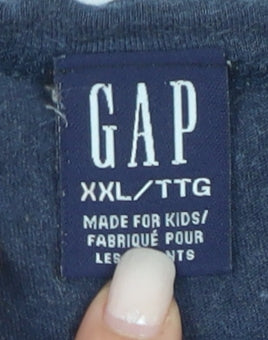 GAP
XXL/TTG
MADE FOR KIDS/
FABRIQUÉ POUR
LES